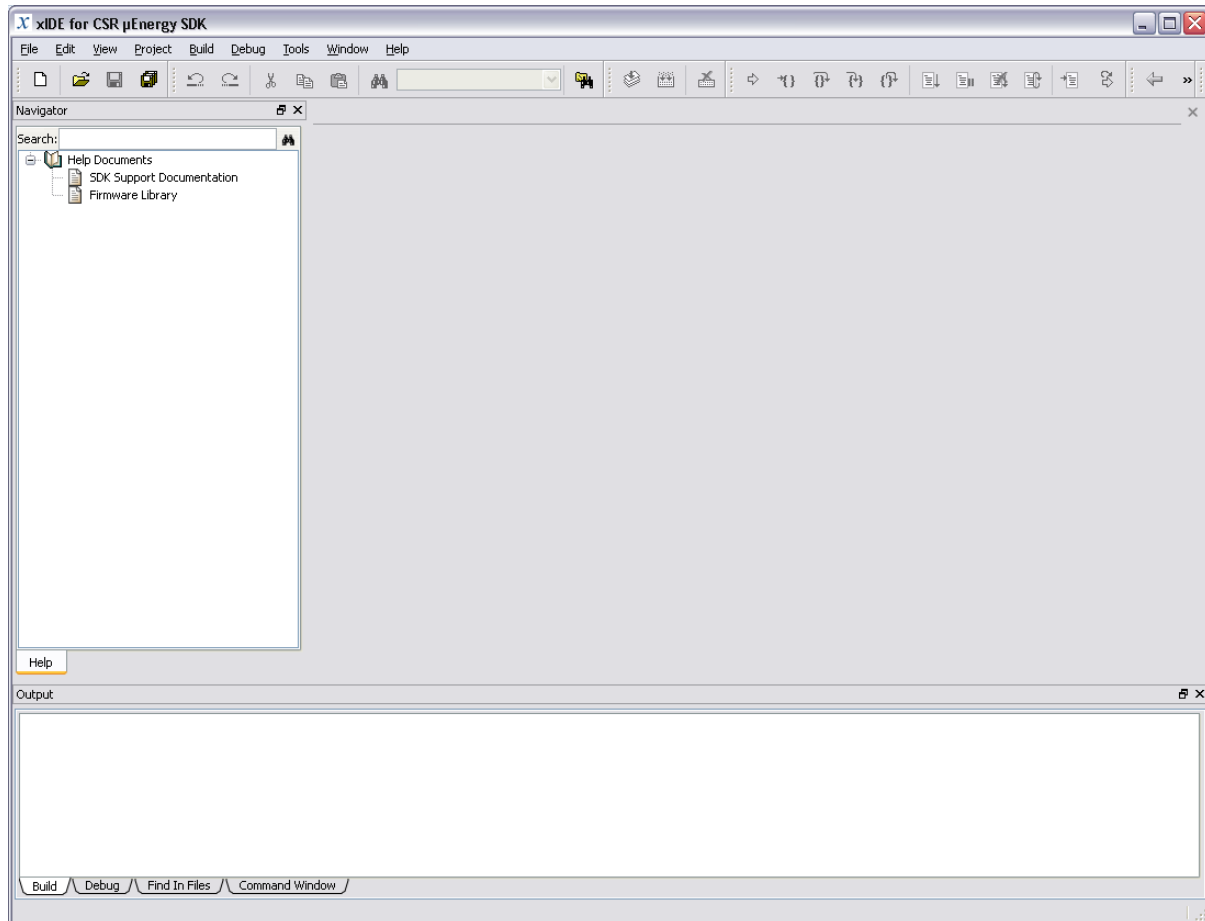 xIDE for CSR µEnergy SDK
File Edit View Project Build Debug Tools Window Help
Navigator
Search:
Help Documents
SDK Support Documentation
Firmware Library
Help
Output
Build Debug Find In Files Command Window